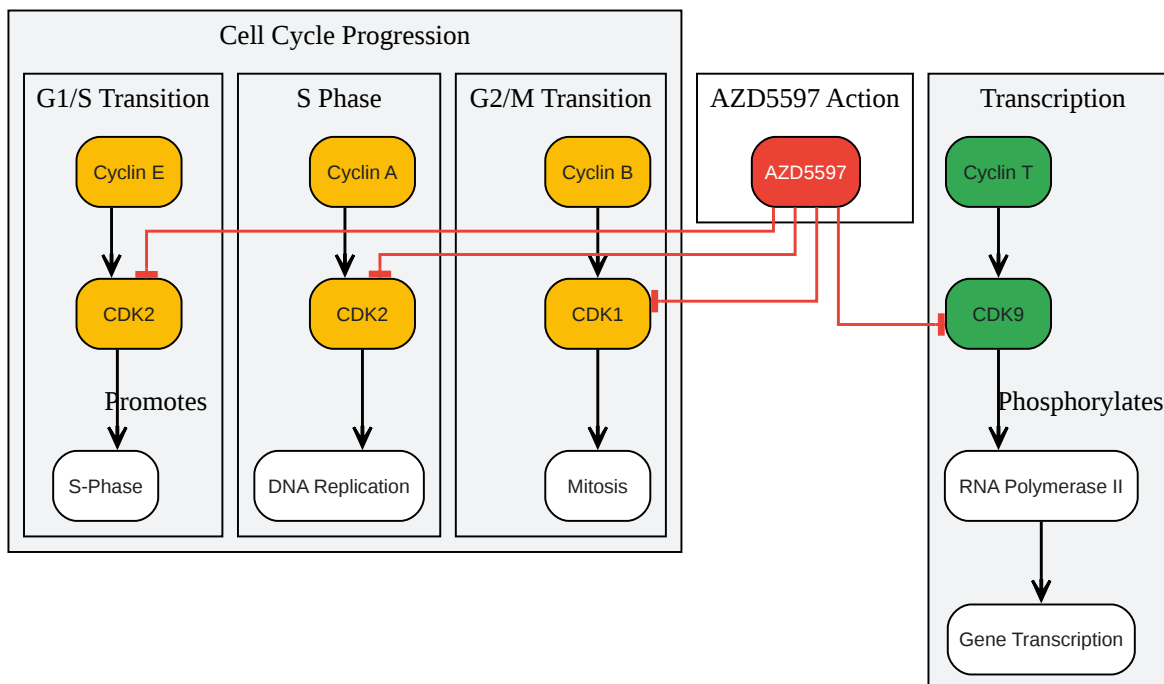 Cell Cycle Progression
G1/S Transition
S Phase
G2/M Transition
AZD5597 Action
Transcription
Cyclin E
Cyclin A
Cyclin B
AZD5597
Cyclin T
CDK2
CDK2
CDK1
CDK9
Promotes
Phosphorylates
S-Phase
DNA Replication
Mitosis
RNA Polymerase II
Gene Transcription